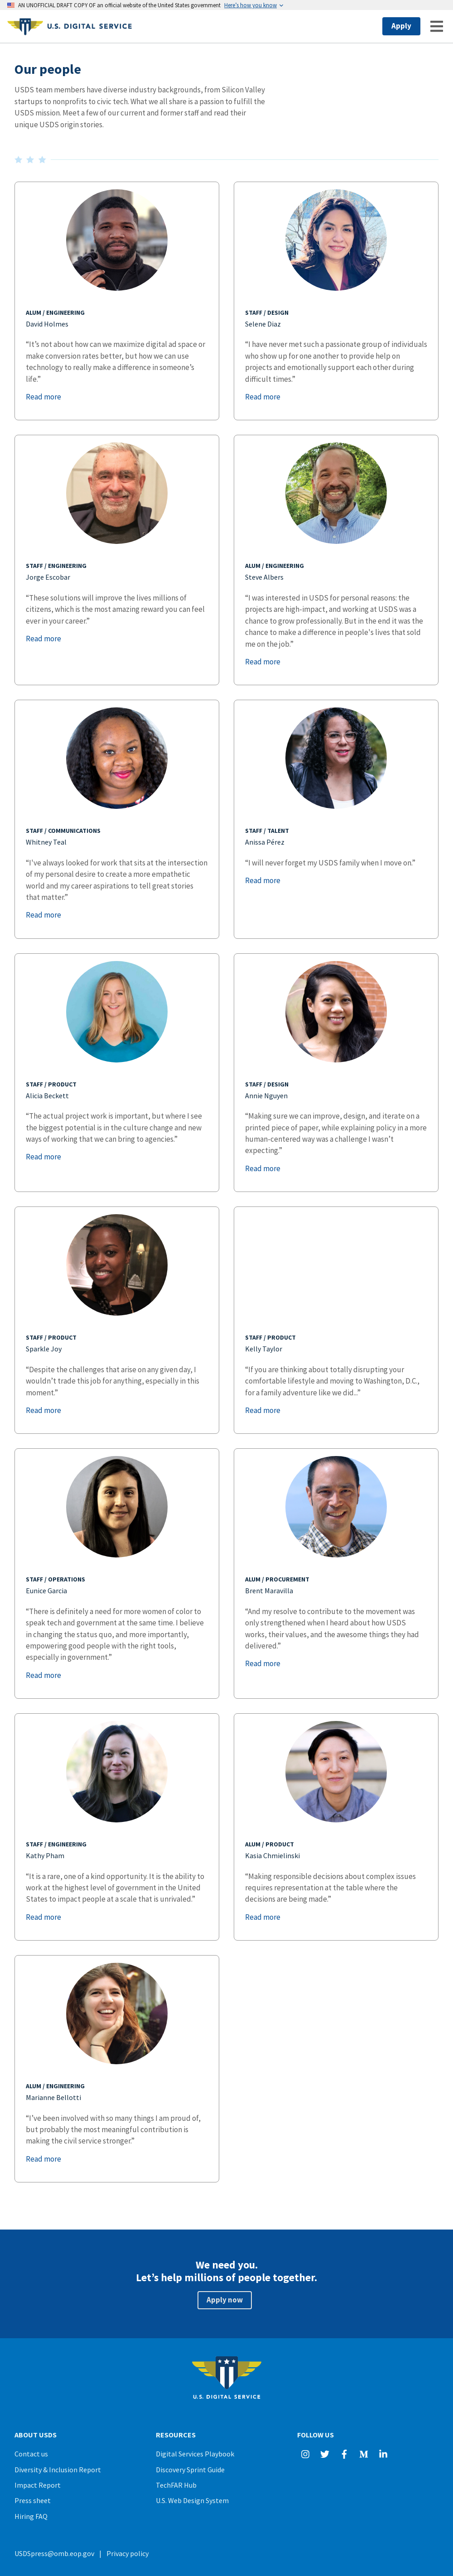 AN UNOFFICIAL DRAFT COPY OF an official website of the United States government Here's how you know
U.S. DIGITAL SERVICE
Apply
Our people
USDS team members have diverse industry backgrounds, from Silicon Valley
startups to nonprofits to civic tech. What we all share is a passion to fulfill the
USDS mission. Meet a few of our current and former staff and read their
unique USDS origin stories.
ALUM / ENGINEERING
David Holmes
“It’s not about how can we maximize digital ad space or
make conversion rates better, but how we can use
technology to really make a difference in someone’s
life.”
Read more
STAFF / DESIGN
Selene Diaz
“I have never met such a passionate group of individuals
who show up for one another to provide help on
projects and emotionally support each other during
difficult times.”
Read more
STAFF / ENGINEERING
Jorge Escobar
“These solutions will improve the lives millions of
citizens, which is the most amazing reward you can feel
ever in your career.”
Read more
ALUM / ENGINEERING
Steve Albers
“I was interested in USDS for personal reasons: the
projects are high-impact, and working at USDS was a
chance to grow professionally. But in the end it was the
chance to make a difference in people's lives that sold
me on the job.”
Read more
STAFF / COMMUNICATIONS
Whitney Teal
“I’ve always looked for work that sits at the intersection
of my personal desire to create a more empathetic
world and my career aspirations to tell great stories
that matter.”
Read more
STAFF / TALENT
Anissa Pérez
“I will never forget my USDS family when I move on.”
Read more
STAFF / PRODUCT
Alicia Beckett
“The actual project work is important, but where I see
the biggest potential is in the culture change and new
ways of working that we can bring to agencies.”
Read more
STAFF / DESIGN
Annie Nguyen
“Making sure we can improve, design, and iterate on a
printed piece of paper, while explaining policy in a more
human-centered way was a challenge I wasn’t
expecting.”
Read more
STAFF / PRODUCT
Sparkle Joy
“Despite the challenges that arise on any given day, I
wouldn’t trade this job for anything, especially in this
moment.”
Read more
STAFF / PRODUCT
Kelly Taylor
“If you are thinking about totally disrupting your
comfortable lifestyle and moving to Washington, D.C.,
for a family adventure like we did...”
Read more
STAFF / OPERATIONS
Eunice Garcia
“There is definitely a need for more women of color to
speak tech and government at the same time. I believe
in changing the status quo, and more importantly,
empowering good people with the right tools,
especially in government.”
Read more
ALUM / PROCUREMENT
Brent Maravilla
“And my resolve to contribute to the movement was
only strengthened when I heard about how USDS
works, their values, and the awesome things they had
delivered.”
Read more
STAFF / ENGINEERING
Kathy Pham
“It is a rare, one of a kind opportunity. It is the ability to
work at the highest level of government in the United
States to impact people at a scale that is unrivaled.”
Read more
ALUM / PRODUCT
Kasia Chmielinski
“Making responsible decisions about complex issues
requires representation at the table where the
decisions are being made.”
Read more
ALUM / ENGINEERING
Marianne Bellotti
“I’ve been involved with so many things I am proud of,
but probably the most meaningful contribution is
making the civil service stronger.”
Read more
We need you.
Let’s help millions of people together.
Apply now
U.S. DIGITAL SERVICE
ABOUT USDS
Contact us
Diversity & Inclusion Report
Impact Report
Press sheet
Hiring FAQ
RESOURCES
Digital Services Playbook
Discovery Sprint Guide
TechFAR Hub
U.S. Web Design System
FOLLOW US
USDSpress@omb.eop.gov | Privacy policy